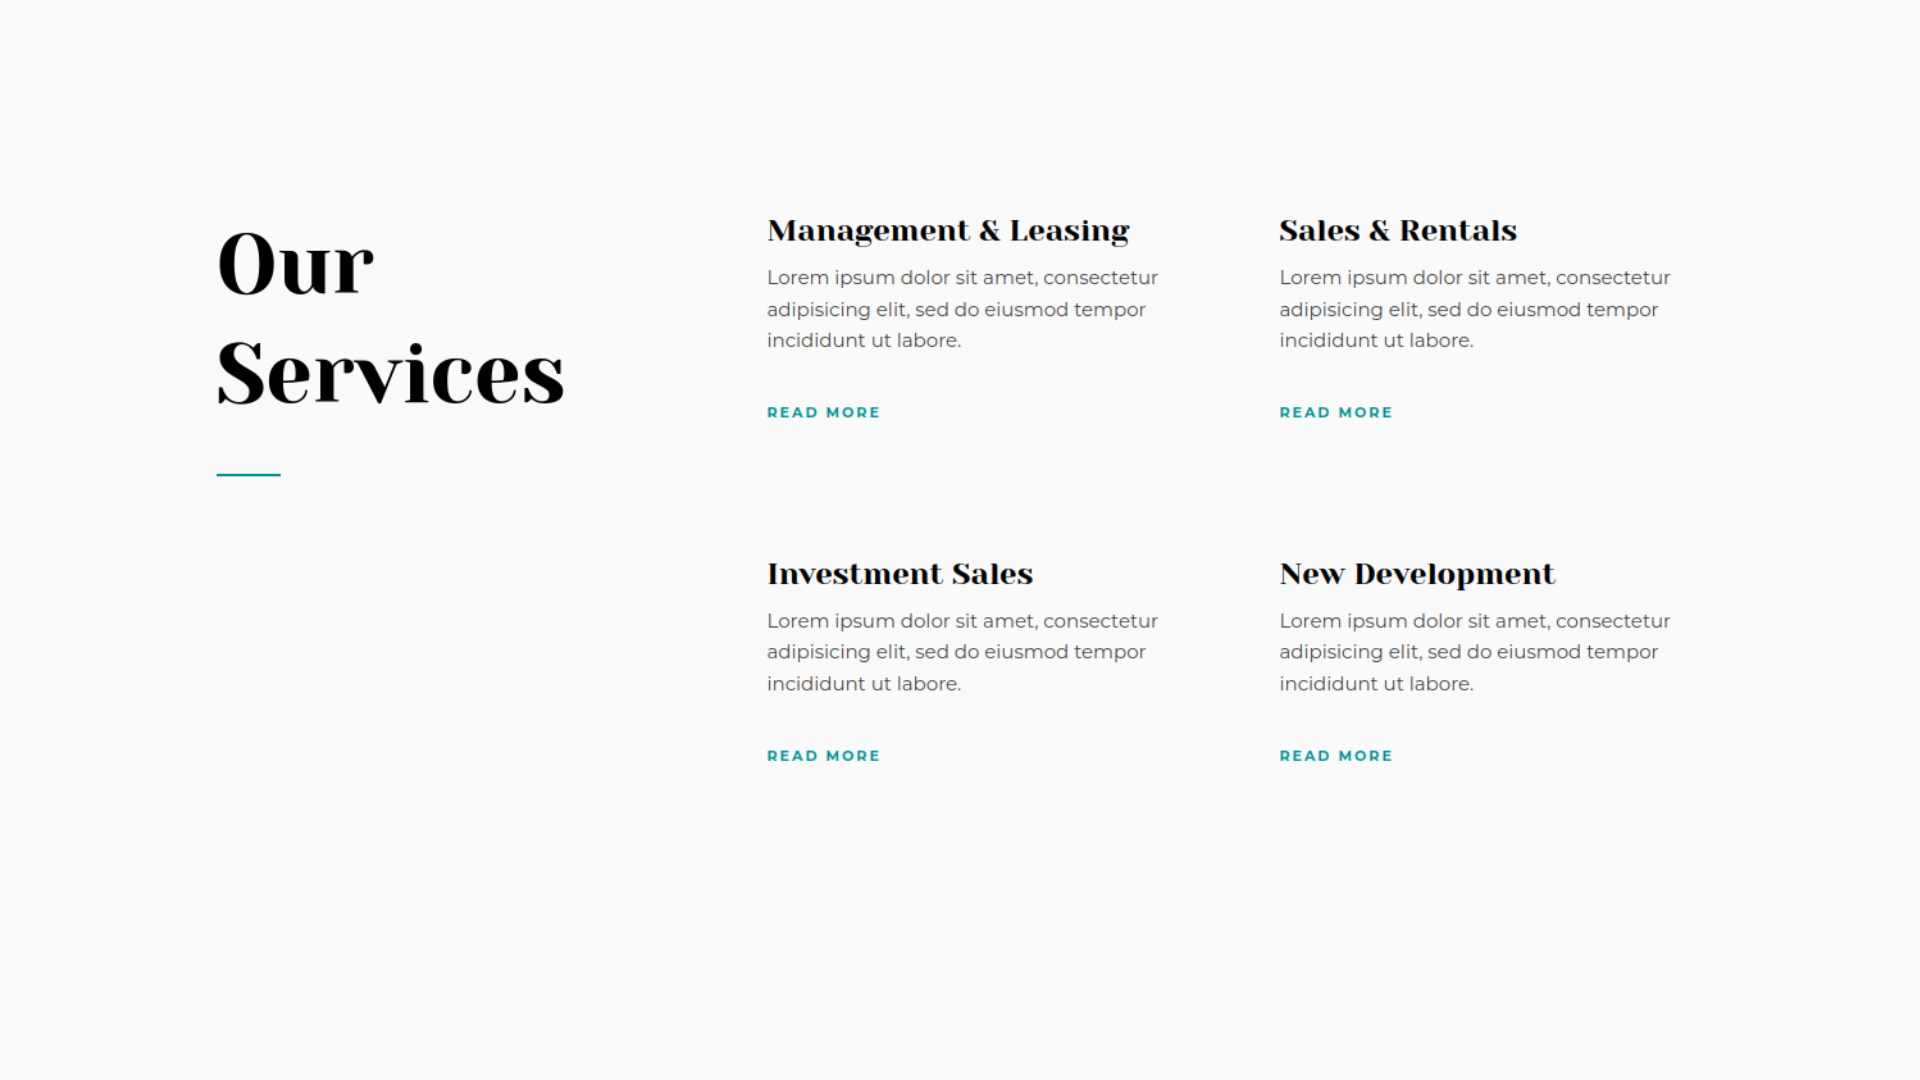 Our
Services
Management & Leasing
Lorem ipsum dolor sit amet, consectetur
adipisicing elit, sed do eiusmod tempor
incididunt ut labore.
READ MORE
Sales & Rentals
Lorem ipsum dolor sit amet, consectetur
adipisicing elit, sed do eiusmod tempor
incididunt ut labore.
READ MORE
Investment Sales
Lorem ipsum dolor sit amet, consectetur
adipisicing elit, sed do eiusmod tempor
incididunt ut labore.
READ MORE
New Development
Lorem ipsum dolor sit amet, consectetur
adipisicing elit, sed do eiusmod tempor
incididunt ut labore.
READ MORE